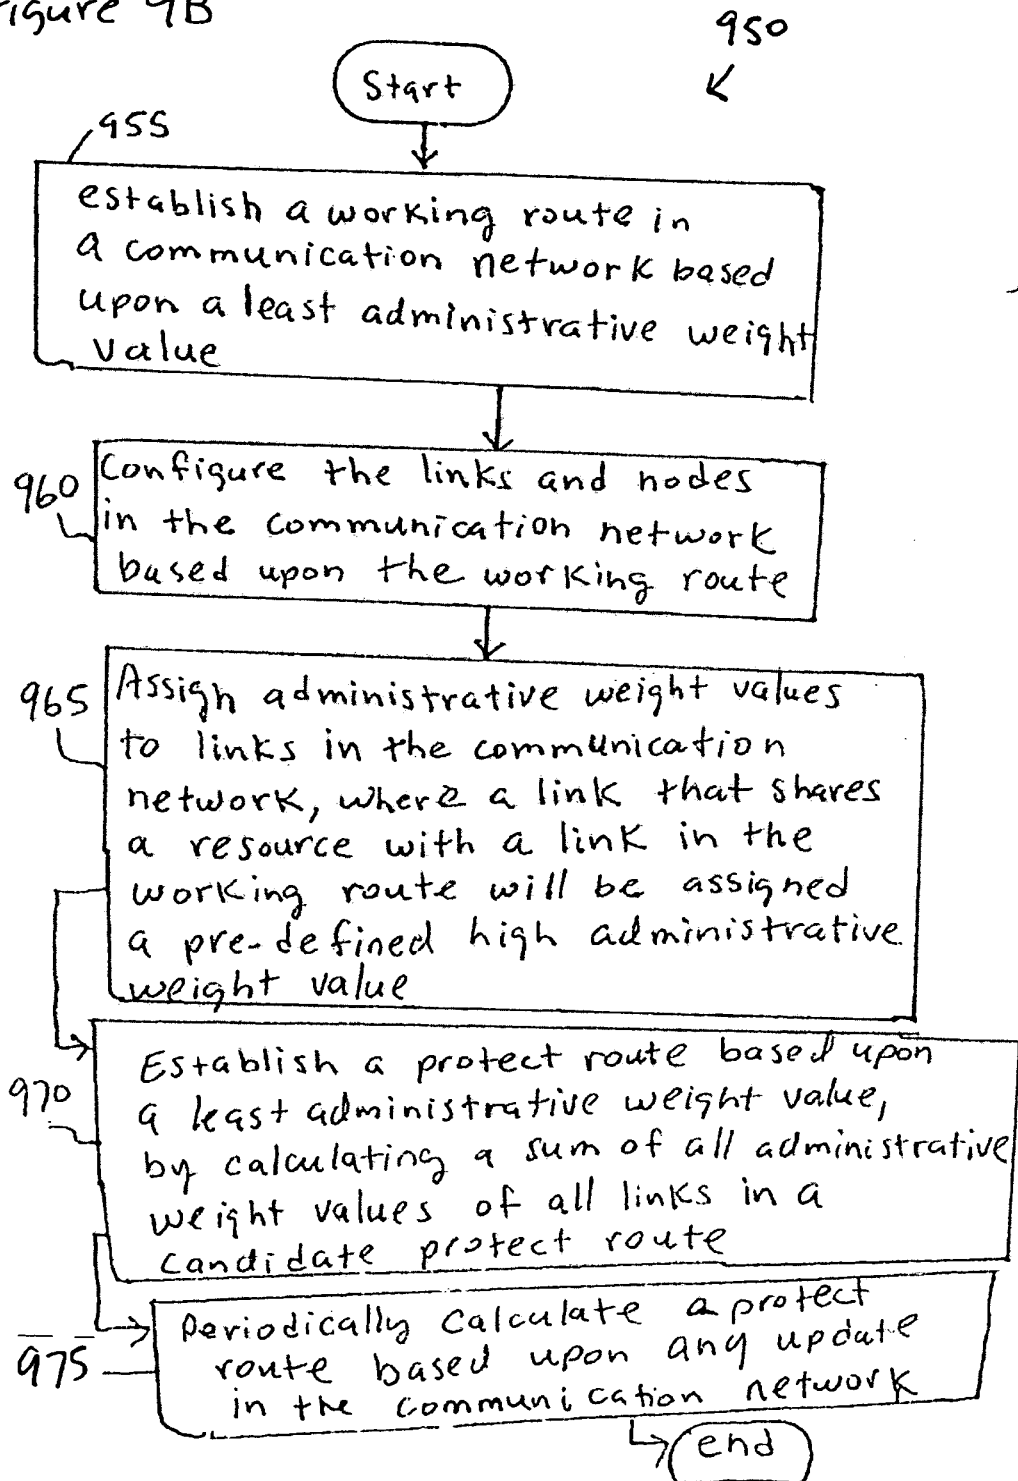 Figure 9B
950
Start
955
establish a working route in
a communication network based
upon a least administrative weight
value
960
Configure the links and nodes
in the communication network
based upon the working route
965
Assign administrative weight values
to links in the communication
network, where a link that shares
a resource with a link in the
working route will be assigned
a pre-defined high administrative
weight value
970
Establish a protect route based upon
a least administrative weight value,
by calculating a sum of all administrative
weight values of all links in a
candidate protect route
975
Periodically calculate a protect
route based upon any update
in the communication network
end